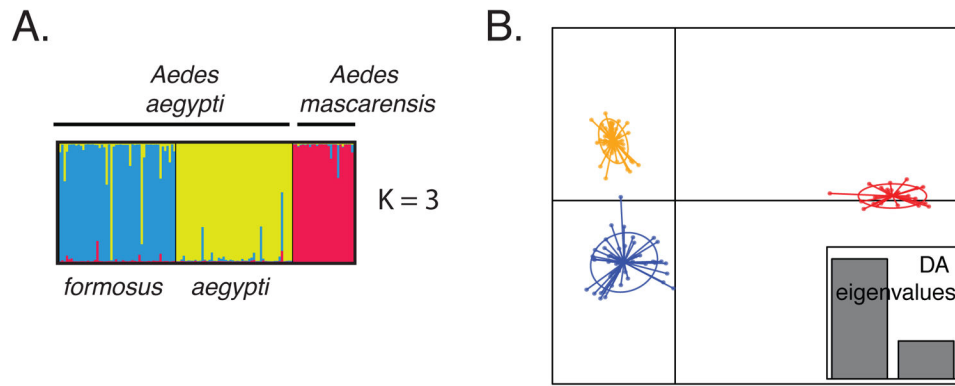 A.
Aedes
aegypti
Aedes
mascarensis
K = 3
formosus
aegypti
B.
DA
eigenvalues